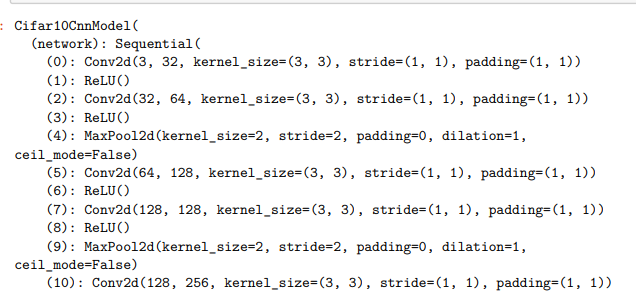 : Cifar10CnnModel(
(network): Sequential(
(0): Conv2d(3, 32, kernel_size=(3, 3), stride=(1, 1), padding=(1, 1))
(1): ReLU()
(2): Conv2d(32, 64, kernel_size=(3, 3), stride=(1, 1), padding=(1, 1))
(3): ReLU()
(4): MaxPool2d(kernel_size=2, stride=2, padding=0, dilation=1,
ceil_mode=False)
(5): Conv2d(64, 128, kernel_size=(3, 3), stride=(1, 1), padding=(1, 1))
(6): ReLU()
(7): Conv2d(128, 128, kernel_size=(3, 3), stride=(1, 1), padding=(1, 1))
(8): ReLU()
(9): MaxPool2d(kernel_size=2, stride=2, padding=0, dilation=1,
ceil_mode=False)
(10): Conv2d(128, 256, kernel_size=(3, 3), stride=(1, 1), padding=(1, 1))